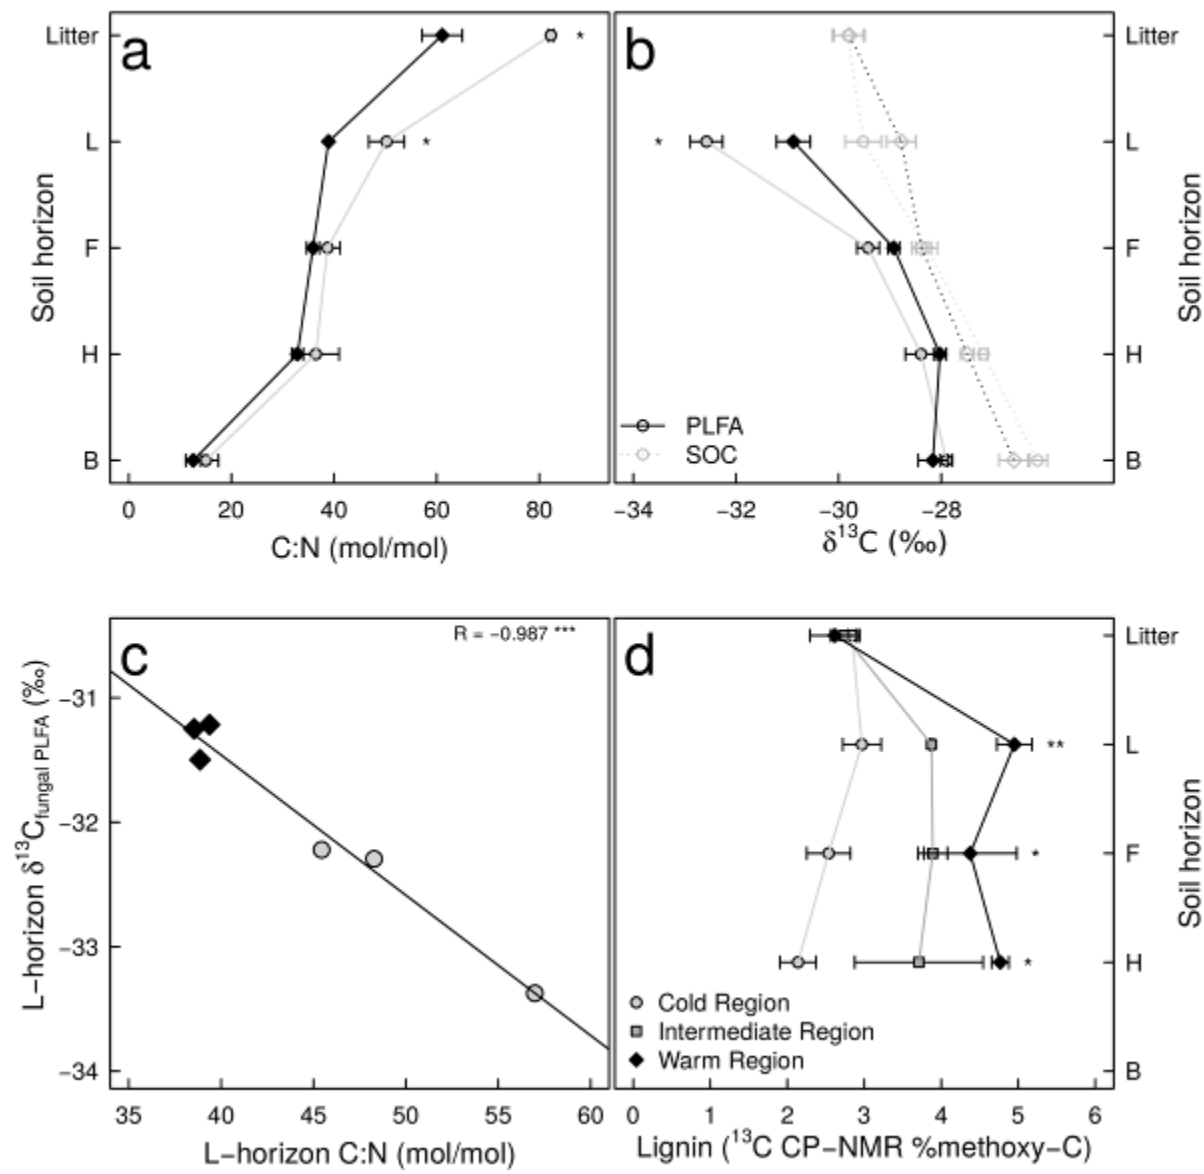 a
Litter
*
L
*
F
H
B
Soil horizon
0 20 40 60 80
C:N (mol/mol)
b
Litter
*
L
F
H
B
PLFA
SOC
Soil horizon
−34 −32 −30 −28
δ¹³C (‰)
c
R = −0.987 ***
−31
−32
−33
−34
L−horizon δ¹³C fungal PLFA (‰)
35 40 45 50 55 60
L−horizon C:N (mol/mol)
d
Litter
L
**
F
*
H
*
B
Cold Region
Intermediate Region
Warm Region
Soil horizon
0 1 2 3 4 5 6
Lignin (¹³C CP−NMR %methoxy−C)